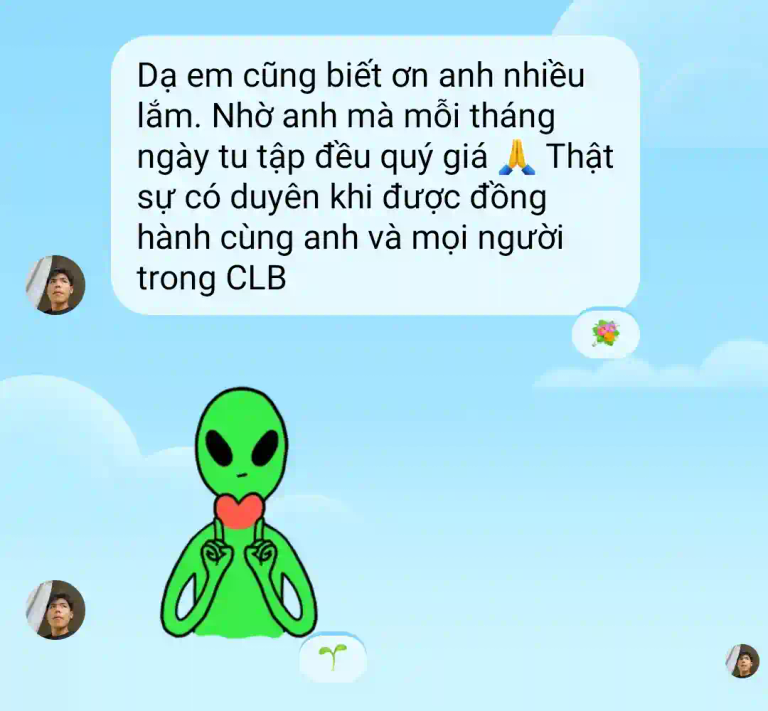 Dạ em cũng biết ơn anh nhiều
lắm. Nhờ anh mà mỗi tháng
ngày tu tập đều quý giá 🙏 Thật
sự có duyên khi được đồng
hành cùng anh và mọi người
trong CLB